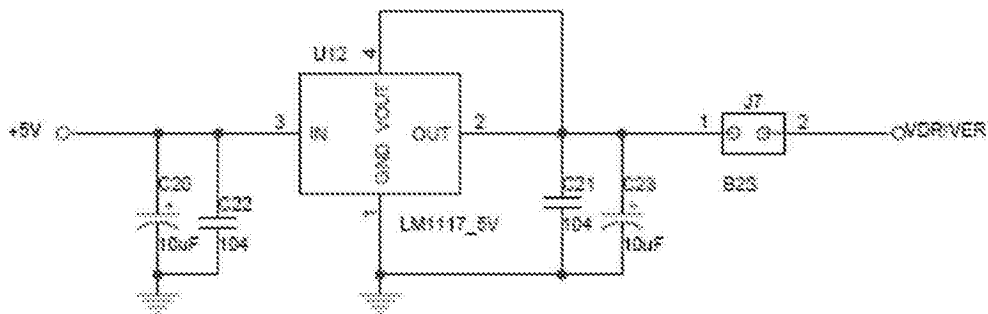 U12
4
+5V
3
IN
GND VOUT
OUT
2
1
J7
2
VDRIVER
C20
10uF
C22
104
1
LM1117_5V
C21
104
C23
10uF